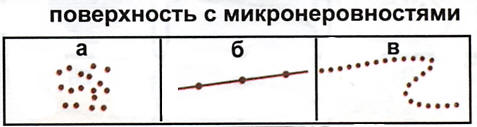 поверхность с микронеровностями
а б в